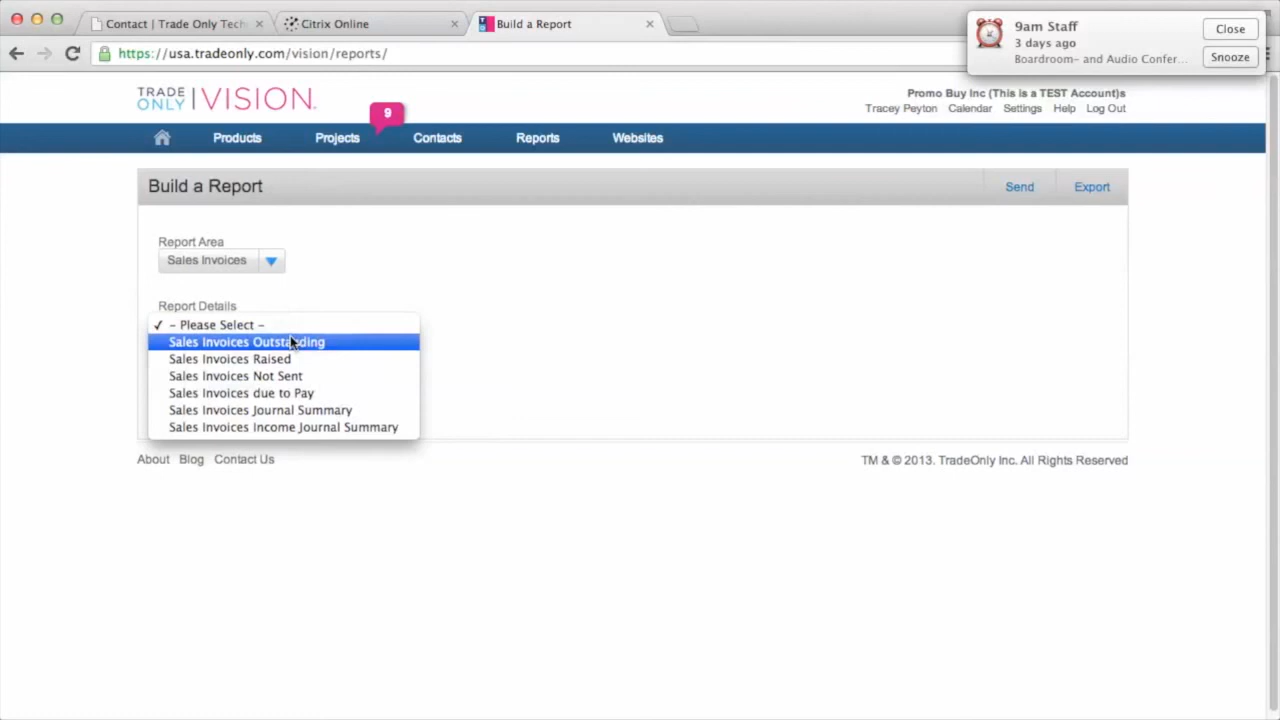 Contact | Trade Only Tech
Citrix Online
Build a Report
9am Staff
3 days ago
Boardroom- and Audio Confer...
Close
Snooze
https://usa.tradeonly.com/vision/reports/
TRADE
ONLY | VISION.
Promo Buy Inc (This is a TEST Account)s
Tracey Peyton Calendar Settings Help Log Out
9
Products Projects Contacts Reports Websites
Build a Report
Send Export
Report Area
Sales Invoices
Report Details
✓ - Please Select -
Sales Invoices Outstanding
Sales Invoices Raised
Sales Invoices Not Sent
Sales Invoices due to Pay
Sales Invoices Journal Summary
Sales Invoices Income Journal Summary
About Blog Contact Us
TM & © 2013. TradeOnly Inc. All Rights Reserved